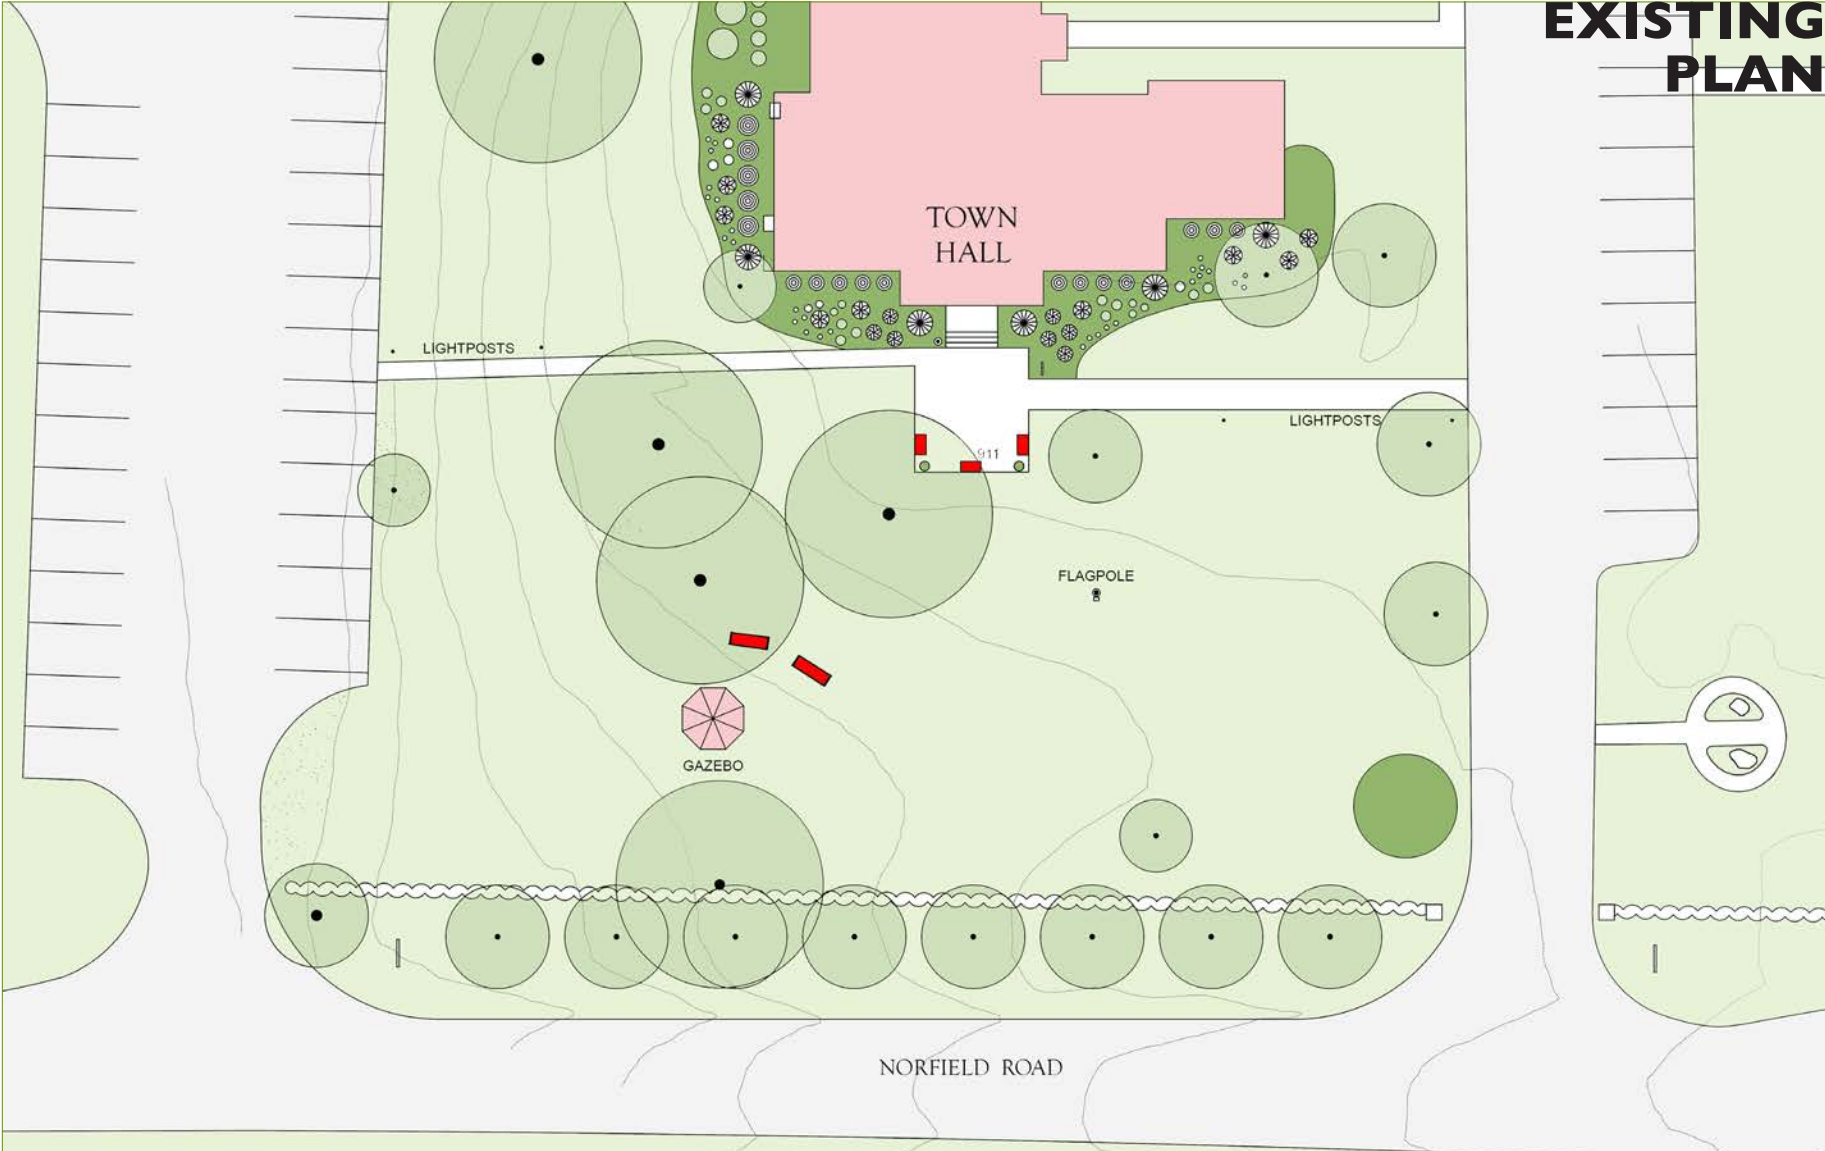 EXISTING
PLAN
TOWN
HALL
LIGHTPOSTS
LIGHTPOSTS
911
FLAGPOLE
GAZEBO
NORFIELD ROAD